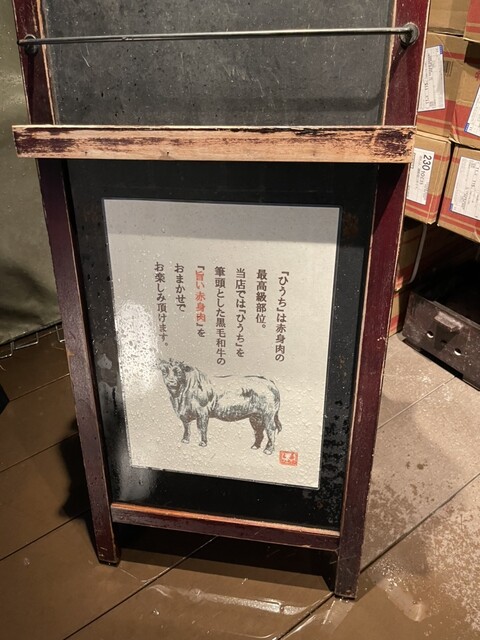 『ひうち』は赤身肉の
最高級部位。
当店では『ひうち』を
筆頭とした黒毛和牛の
『旨い赤身肉』を
おまかせで
お楽しみ頂けます。
230